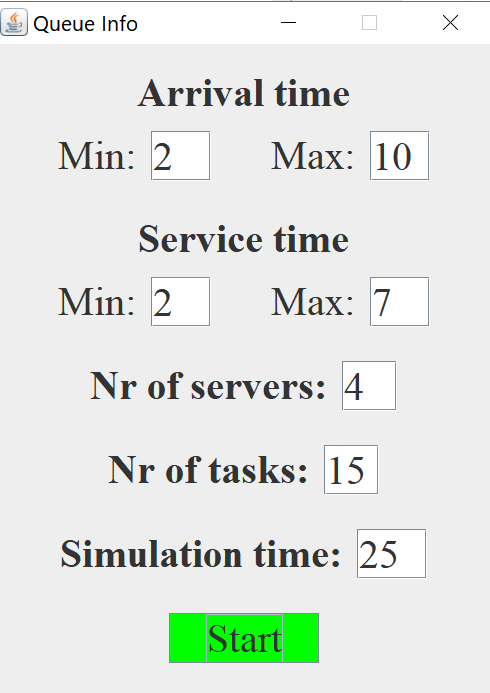 Queue Info
Arrival time
Min: 2 Max: 10
Service time
Min: 2 Max: 7
Nr of servers: 4
Nr of tasks: 15
Simulation time: 25
Start